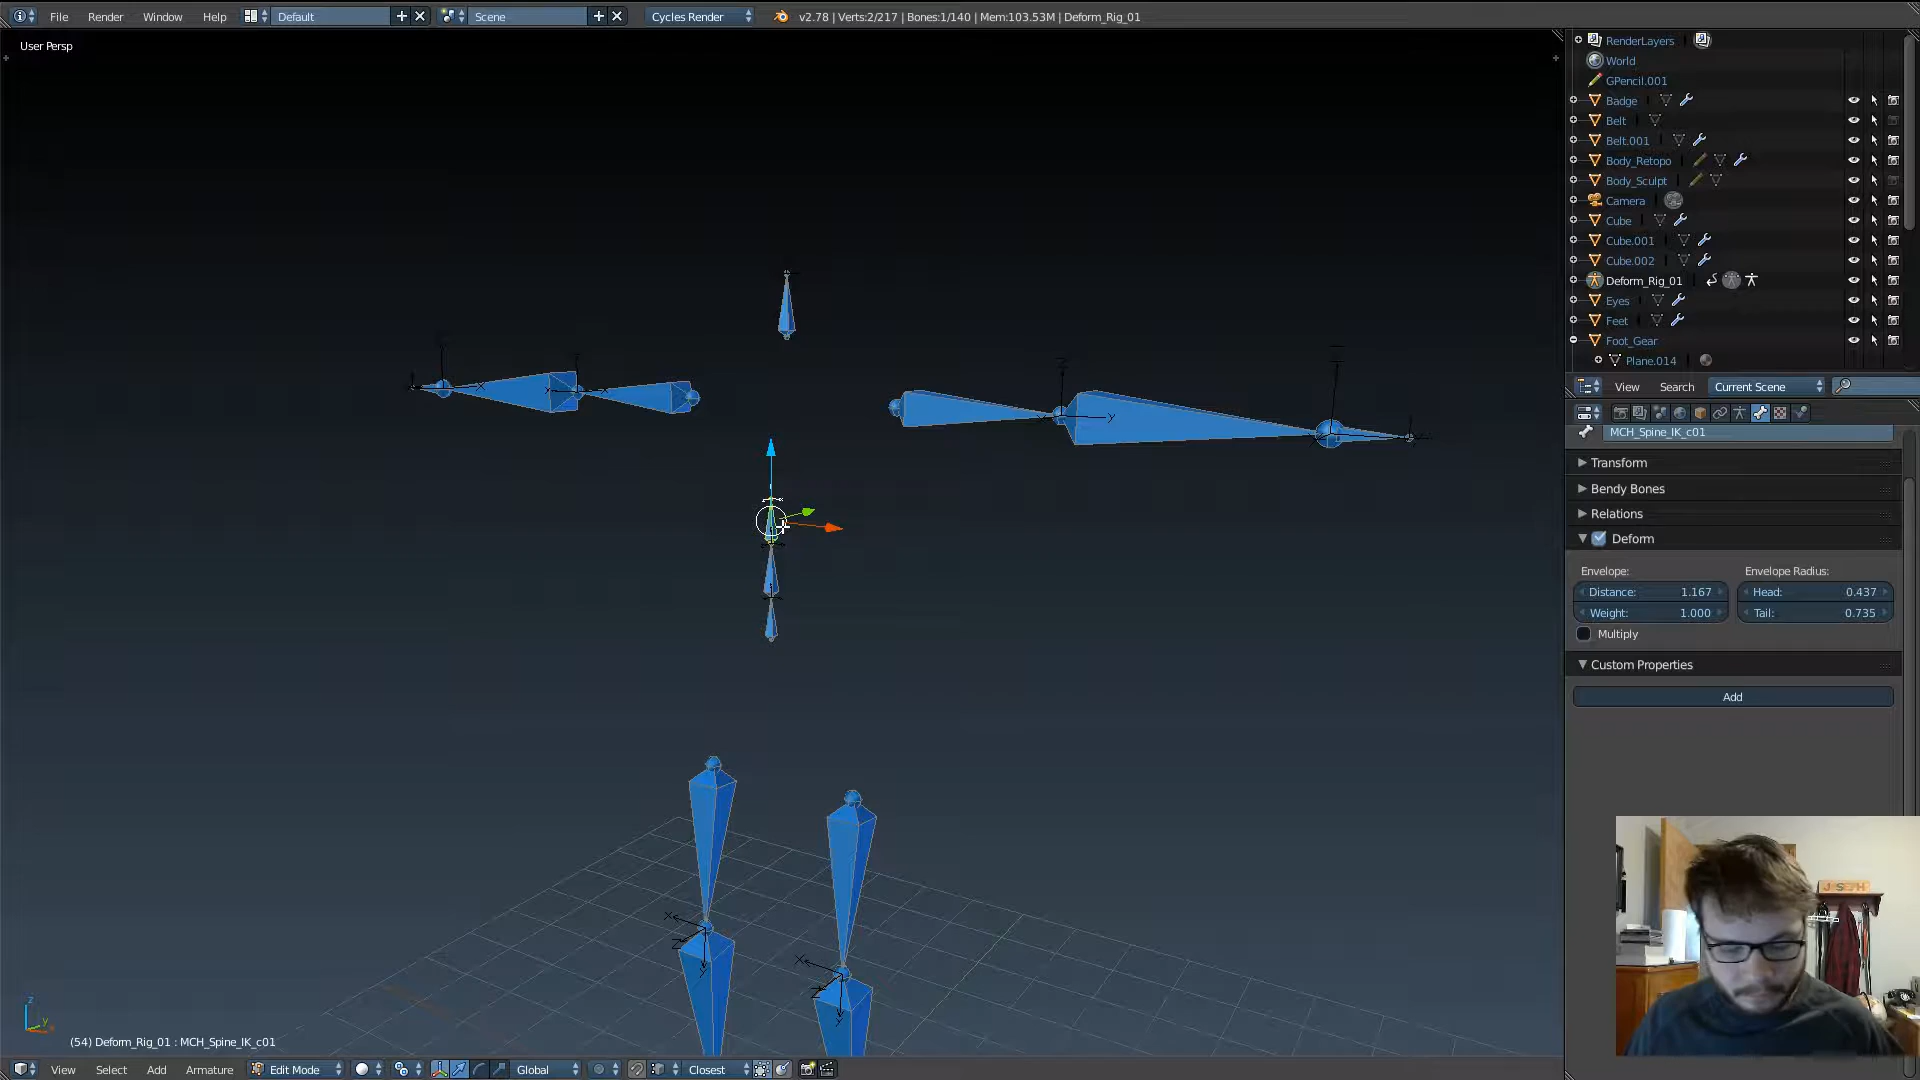 File Render Window Help Default Scene Cycles Render v2.78 | Verts:2/217 | Bones:1/140 | Mem:103.53M | Deform_Rig_01
User Persp
RenderLayers
World
GPencil.001
Badge
Belt
Belt.001
Body_Retopo
Body_Sculpt
Camera
Cube
Cube.001
Cube.002
Deform_Rig_01
Eyes
Feet
Foot_Gear
Plane.014
View Search Current Scene
MCH_Spine_IK_c01
Transform
Bendy Bones
Relations
Deform
Envelope: Envelope Radius:
Distance: 1.167 Head: 0.437
Weight: 1.000 Tail: 0.735
Multiply
Custom Properties
Add
JOSEPH
(54) Deform_Rig_01 : MCH_Spine_IK_c01
View Select Add Armature Edit Mode Global Closest